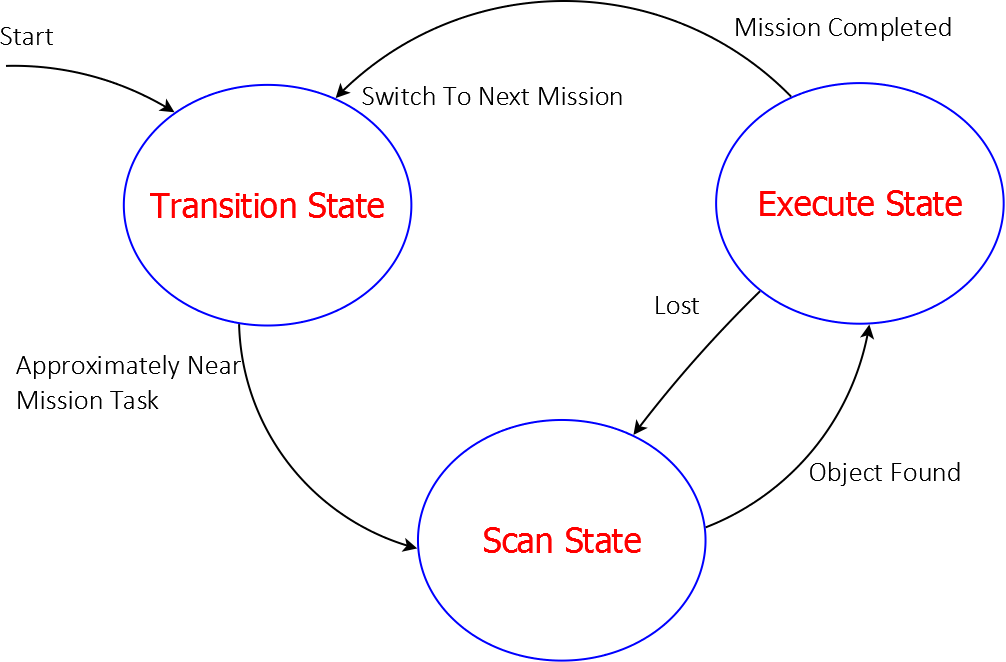 Start
Mission Completed
Switch To Next Mission
Transition State
Execute State
Lost
Approximately Near
Mission Task
Object Found
Scan State